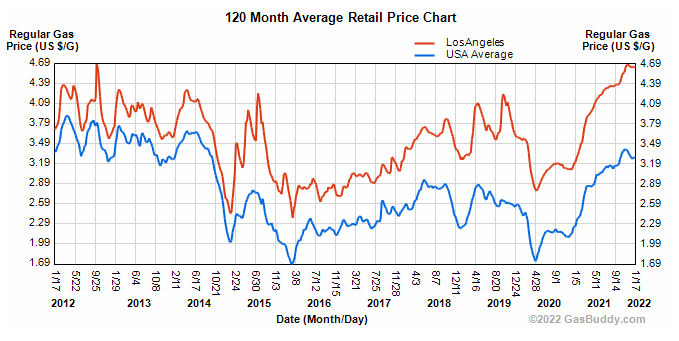 120 Month Average Retail Price Chart
Regular Gas
Price (US $/G)
LosAngeles
USA Average
Regular Gas
Price (US $/G)
4.69 4.69
4.39 4.39
4.09 4.09
3.79 3.79
3.49 3.49
3.19 3.19
2.89 2.89
2.59 2.59
2.29 2.29
1.99 1.99
1.69 1.69
1/12 5/22 9/25 1/29 6/4 10/8 2/11 6/17 10/21 2/24 6/30 11/3 3/8 7/12 11/15 3/21 7/25 11/28 4/3 8/7 12/11 4/16 8/20 12/24 4/28 9/1 1/5 5/11 9/14 1/17
2012 2013 2014 2015 2016 2017 2018 2019 2020 2021 2022
Date (Month/Day)
©2022 GasBuddy.com